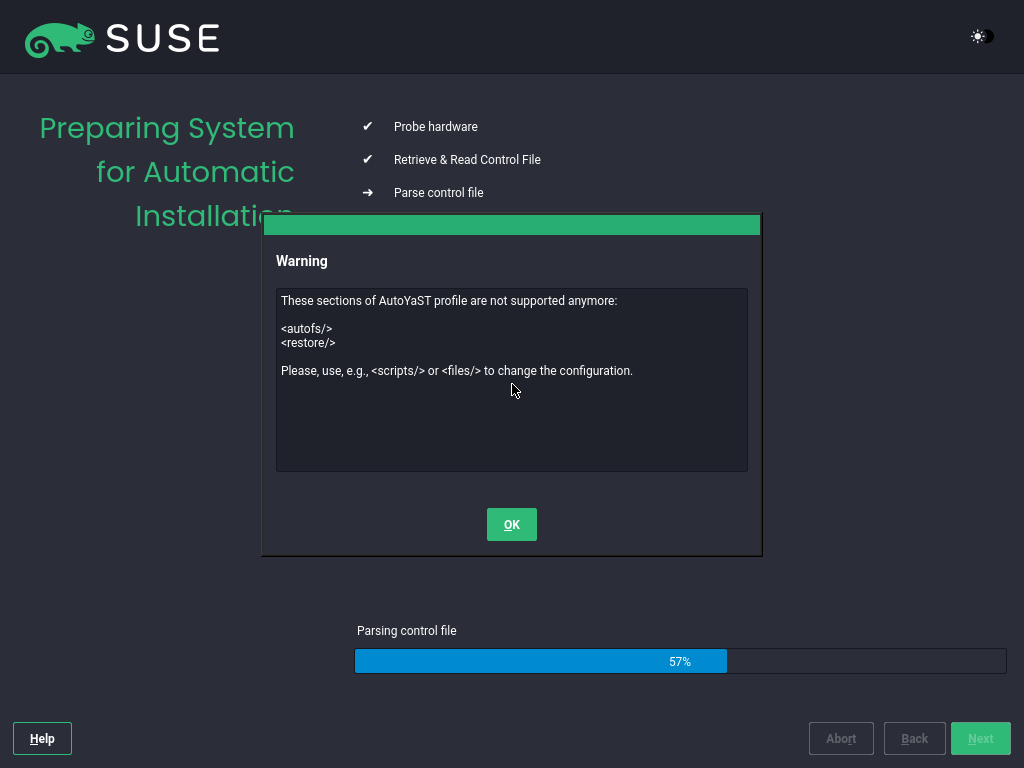 SUSE
Preparing System
for Automatic
Installation
✔ Probe hardware
✔ Retrieve & Read Control File
➔ Parse control file
Warning
These sections of AutoYaST profile are not supported anymore:
<autofs/>
<restore/>
Please, use, e.g., <scripts/> or <files/> to change the configuration.
OK
Parsing control file
57%
Help
Abort
Back
Next